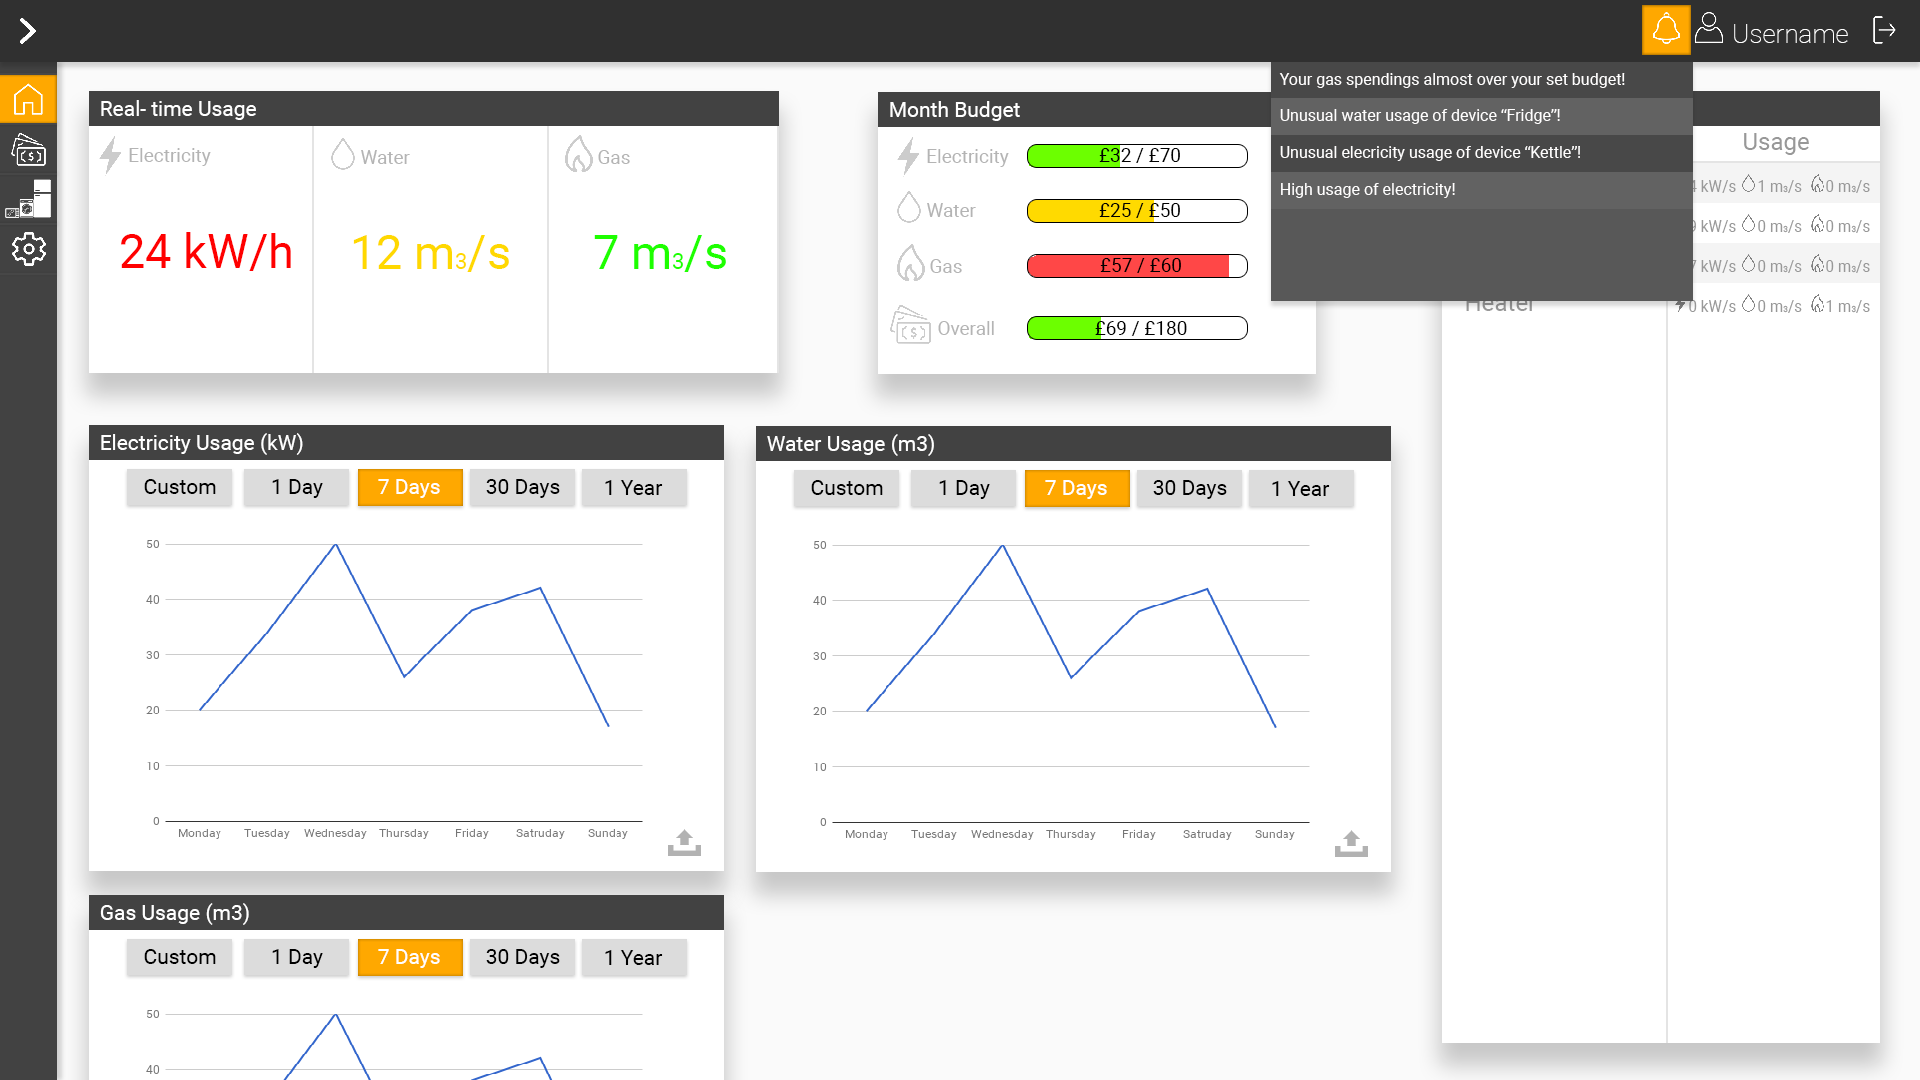 Username
Your gas spendings almost over your set budget!
Unusual water usage of device “Fridge”!
Unusual elecricity usage of device “Kettle”!
High usage of electricity!
Real- time Usage
Electricity
Water
Gas
24 kW/h
12 m3/s
7 m3/s
Month Budget
Electricity
£32 / £70
Water
£25 / £50
Gas
£57 / £60
Overall
£69 / £180
Usage
kW/s 1 m3/s 0 m3/s
kW/s 0 m3/s 0 m3/s
kW/s 0 m3/s 0 m3/s
Heater
0 kW/s 0 m3/s 1 m3/s
Electricity Usage (kW)
Custom 1 Day 7 Days 30 Days 1 Year
50
40
30
20
10
0
Monday Tuesday Wednesday Thursday Friday Satruday Sunday
Water Usage (m3)
Custom 1 Day 7 Days 30 Days 1 Year
50
40
30
20
10
0
Monday Tuesday Wednesday Thursday Friday Satruday Sunday
Gas Usage (m3)
Custom 1 Day 7 Days 30 Days 1 Year
50
40